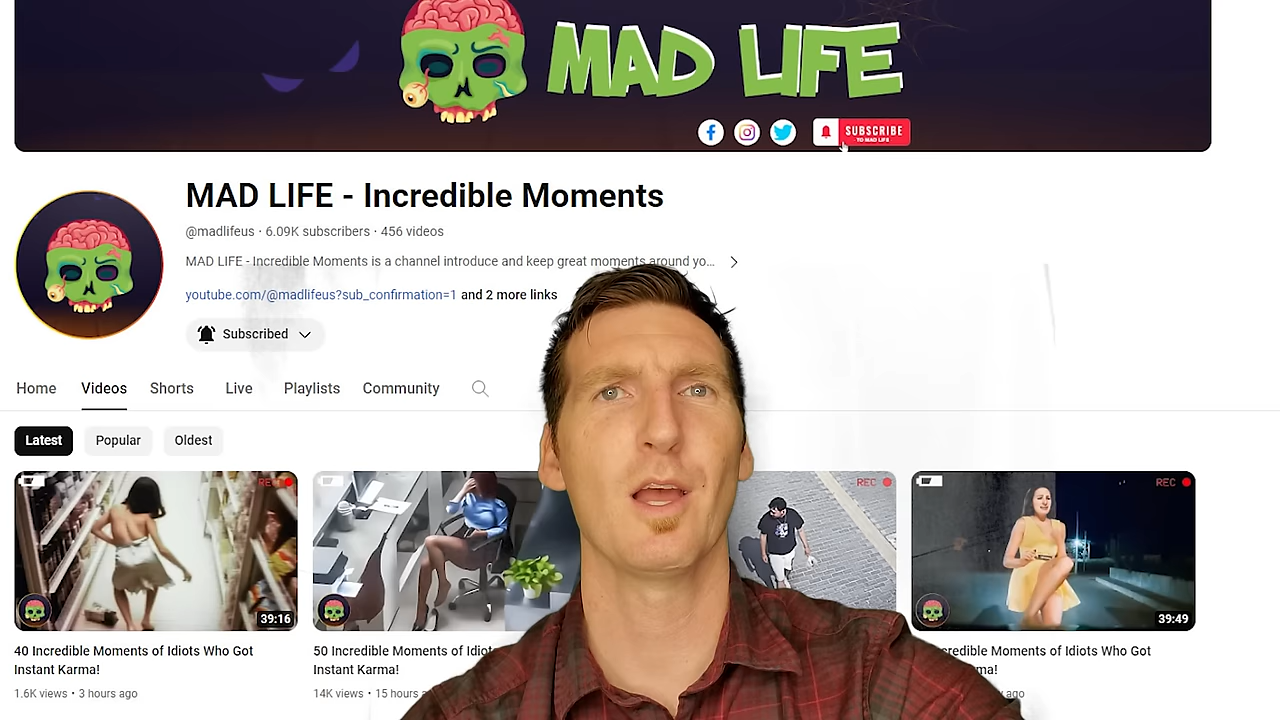 MAD LIFE
SUBSCRIBE
TO MAD LIFE
MAD LIFE - Incredible Moments
@madlifeus · 6.09K subscribers · 456 videos
MAD LIFE - Incredible Moments is a channel introduce and keep great moments around yo...
youtube.com/@madlifeus?sub_confirmation=1 and 2 more links
Subscribed
Home Videos Shorts Live Playlists Community
Latest Popular Oldest
REC REC REC
39:16 39:49
40 Incredible Moments of Idiots Who Got
Instant Karma!
1.6K views • 3 hours ago
50 Incredible Moments of Idiot
Instant Karma!
14K views • 15 hours a
credible Moments of Idiots Who Got
ma!
ago